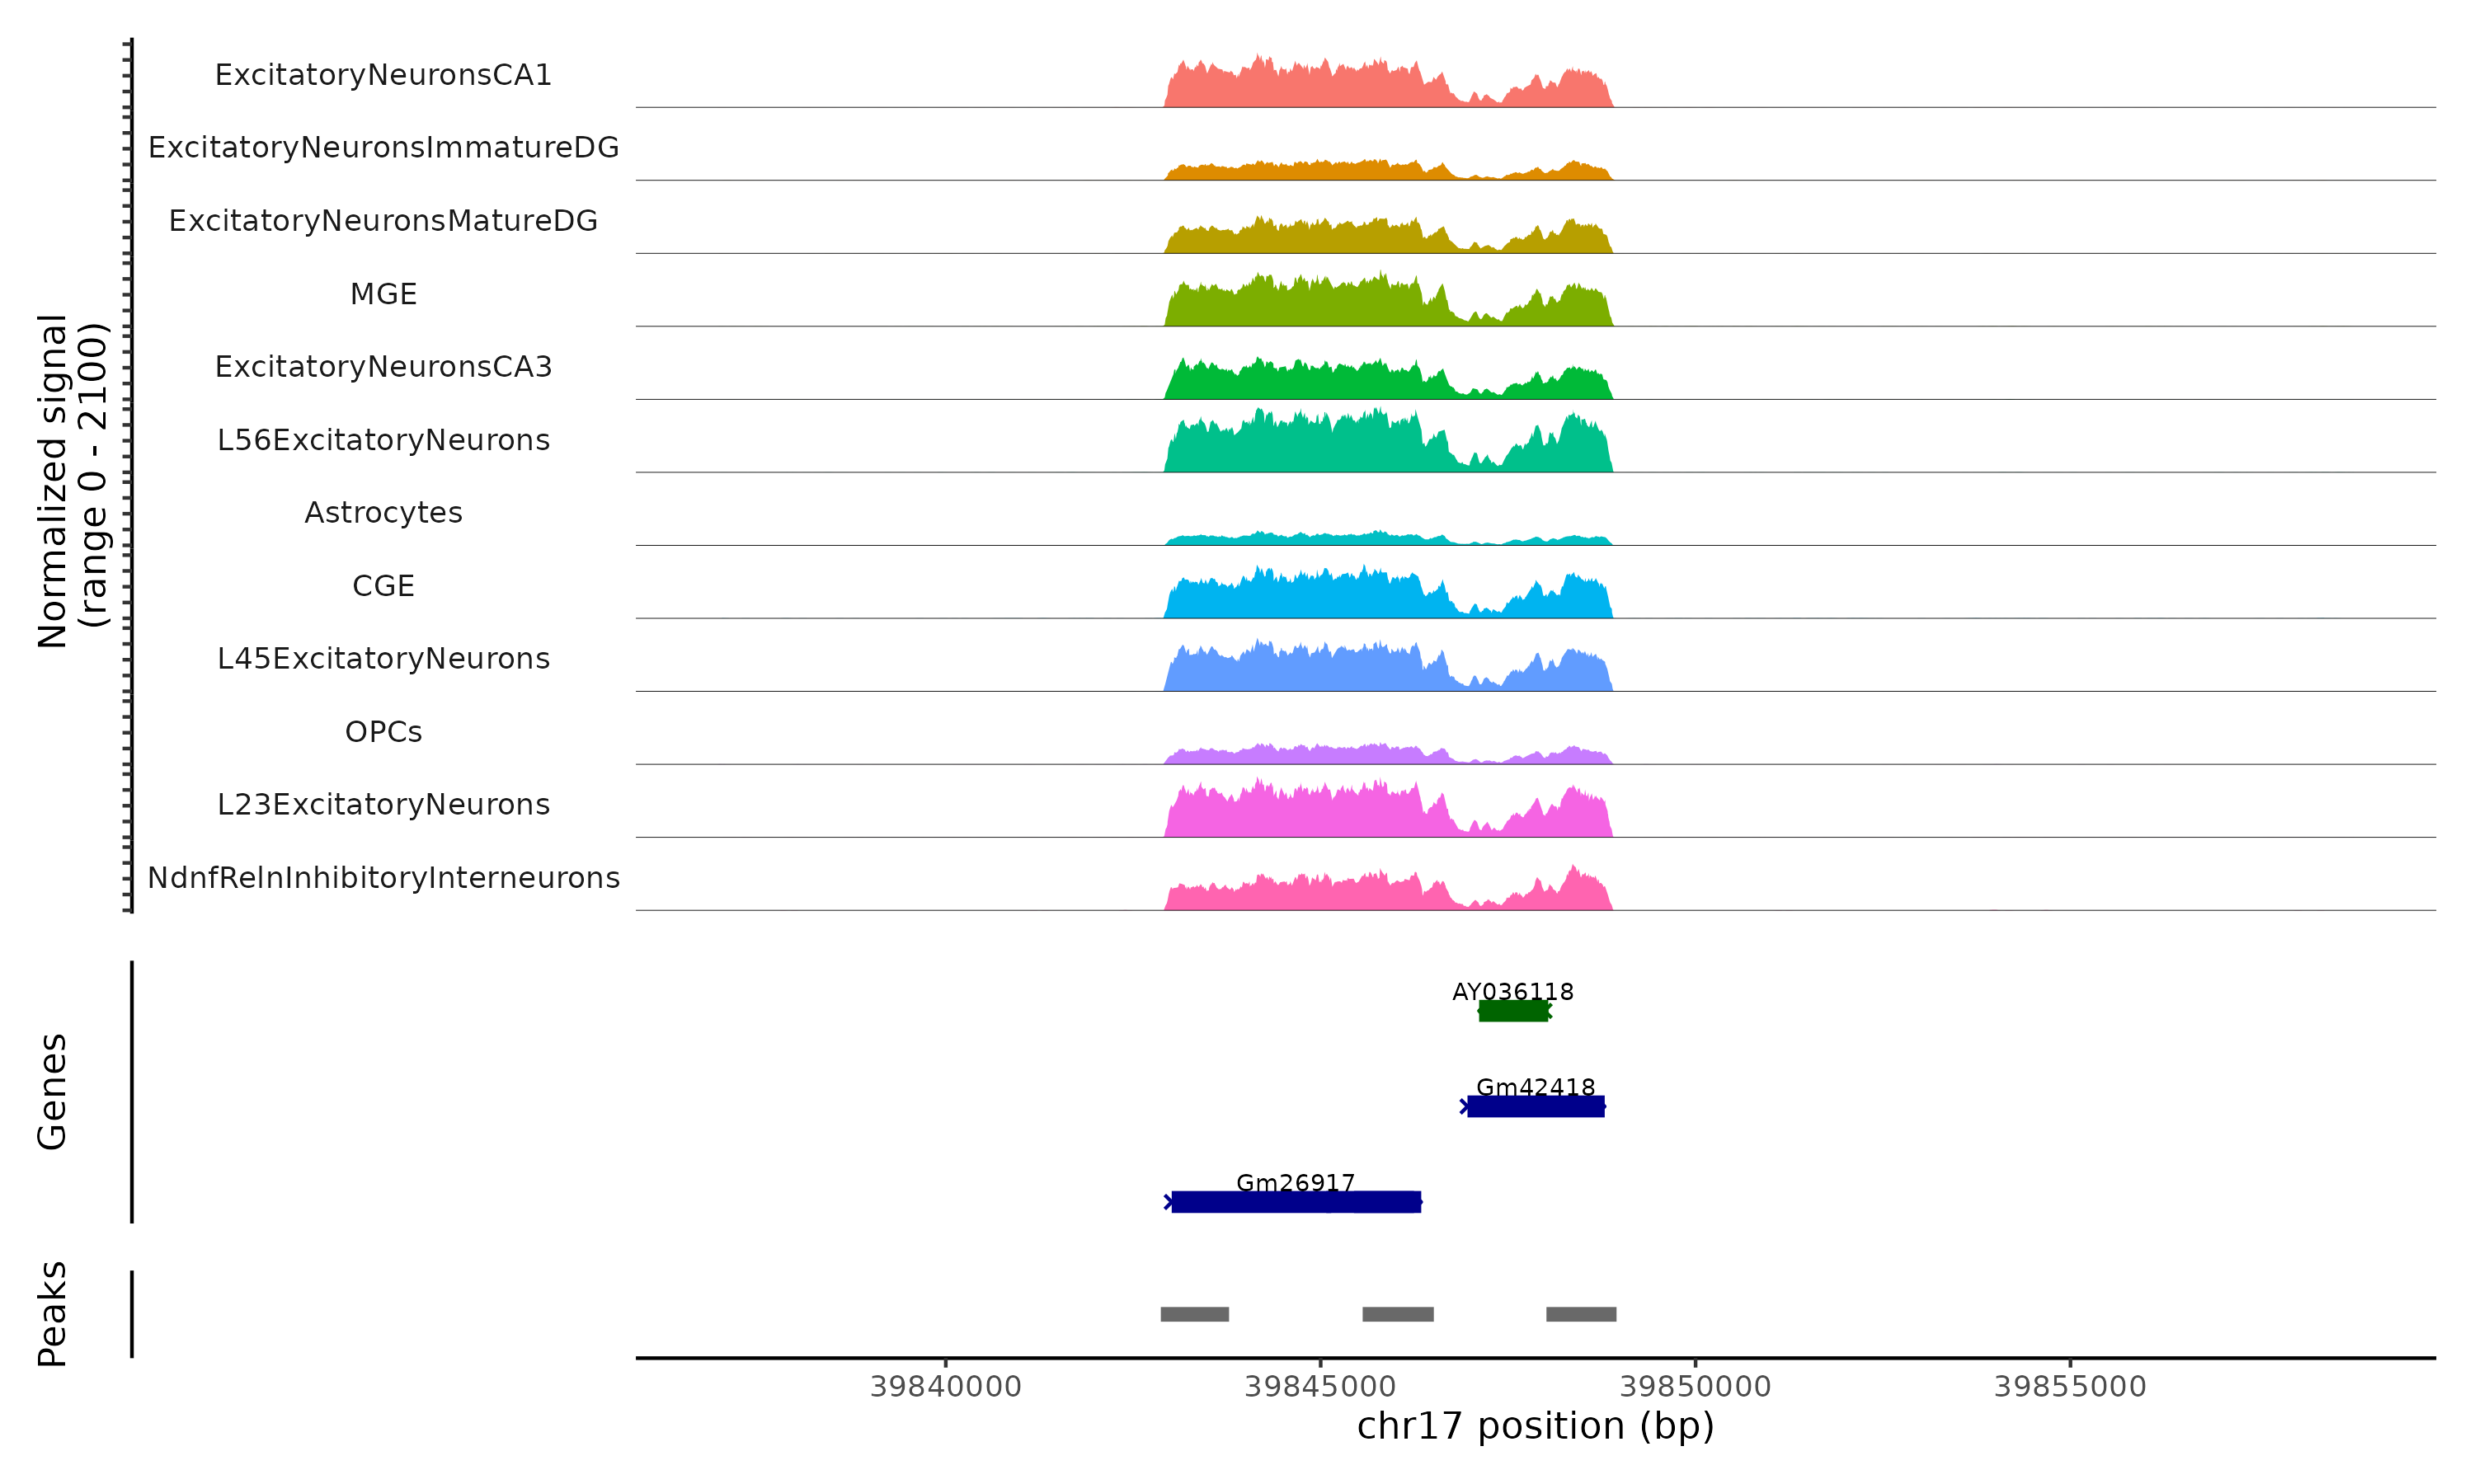 Normalized signal
(range 0 - 2100)
ExcitatoryNeuronsCA1
ExcitatoryNeuronsImmatureDG
ExcitatoryNeuronsMatureDG
MGE
ExcitatoryNeuronsCA3
L56ExcitatoryNeurons
Astrocytes
CGE
L45ExcitatoryNeurons
OPCs
L23ExcitatoryNeurons
NdnfRelnInhibitoryInterneurons
Genes
AY036118
Gm42418
Gm26917
Peaks
39840000 39845000 39850000 39855000
chr17 position (bp)